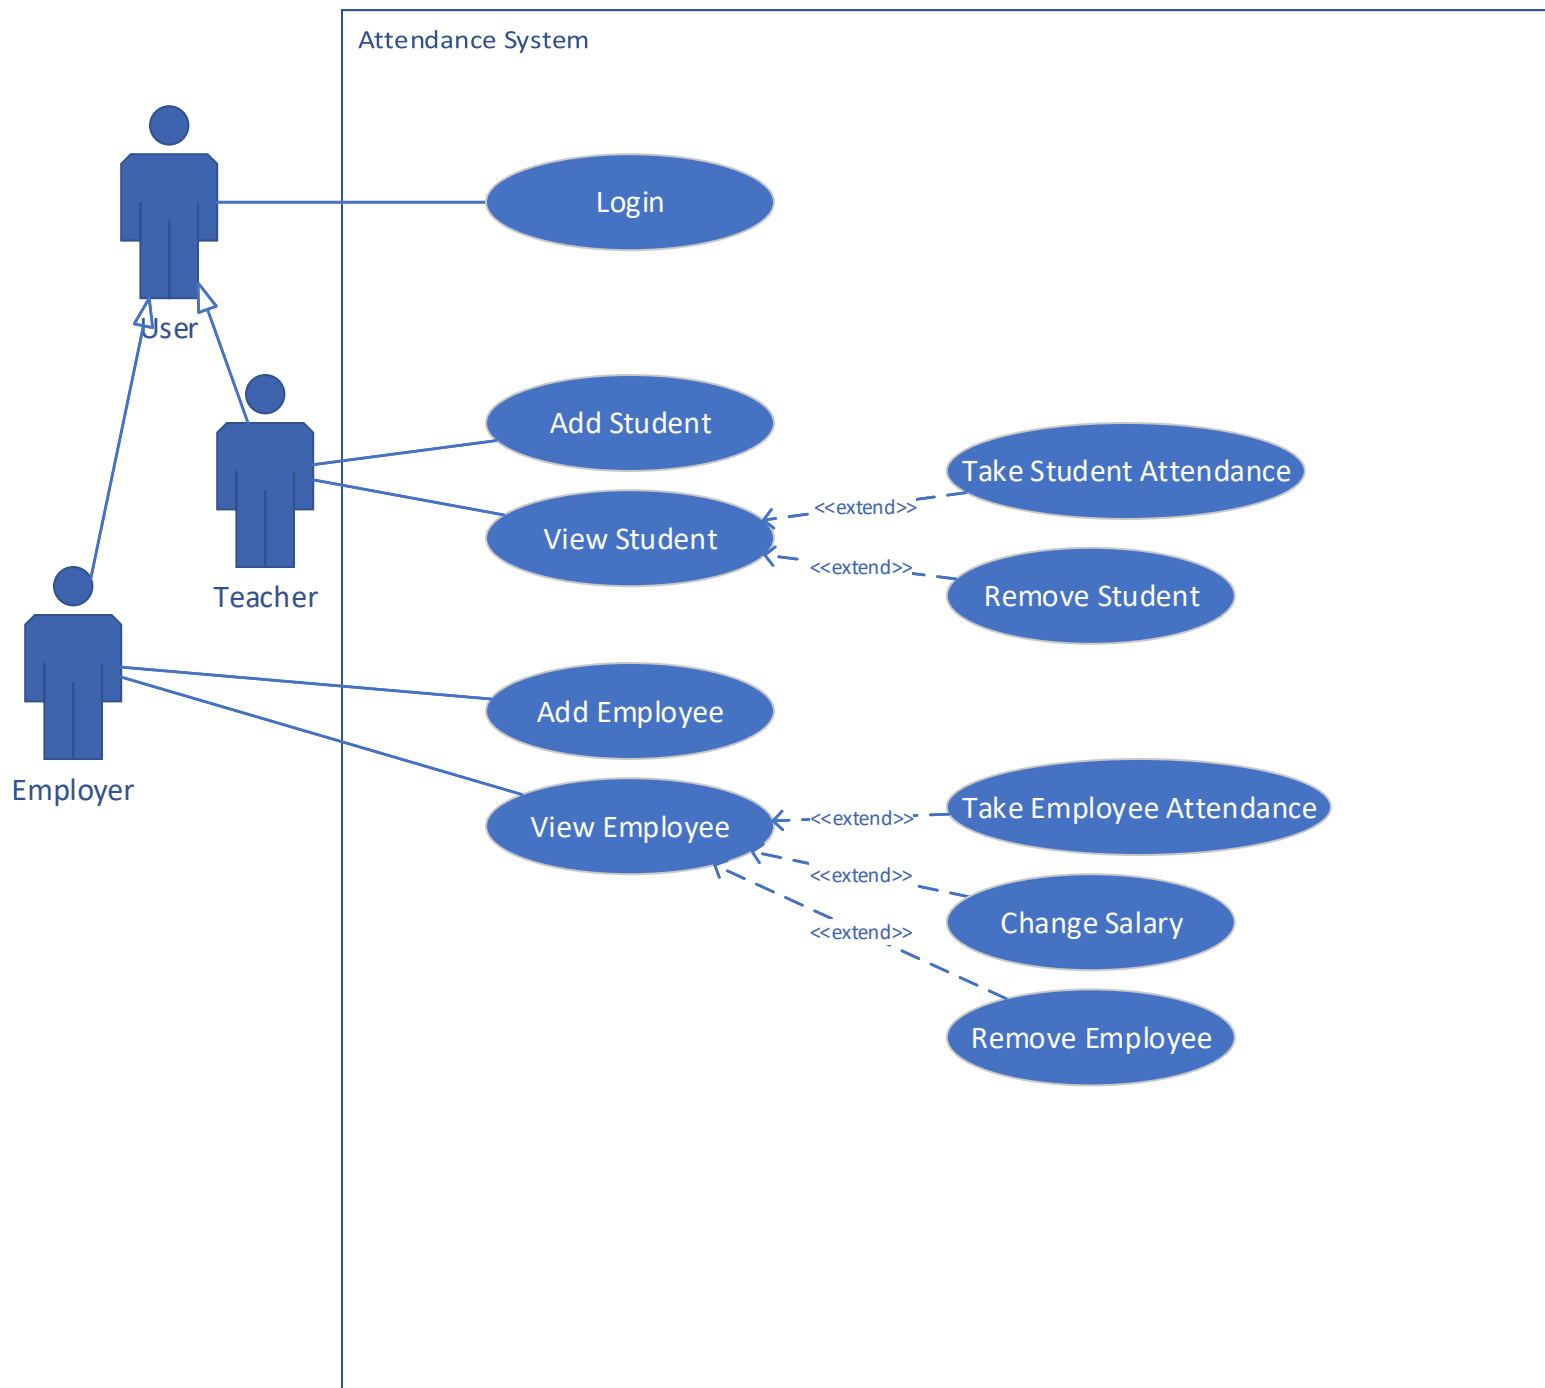 Attendance System
Login
User
Add Student
Take Student Attendance
<<extend>>
View Student
<<extend>>
Remove Student
Teacher
Add Employee
Employer
Take Employee Attendance
<<extend>>
View Employee
<<extend>>
Change Salary
<<extend>>
Remove Employee